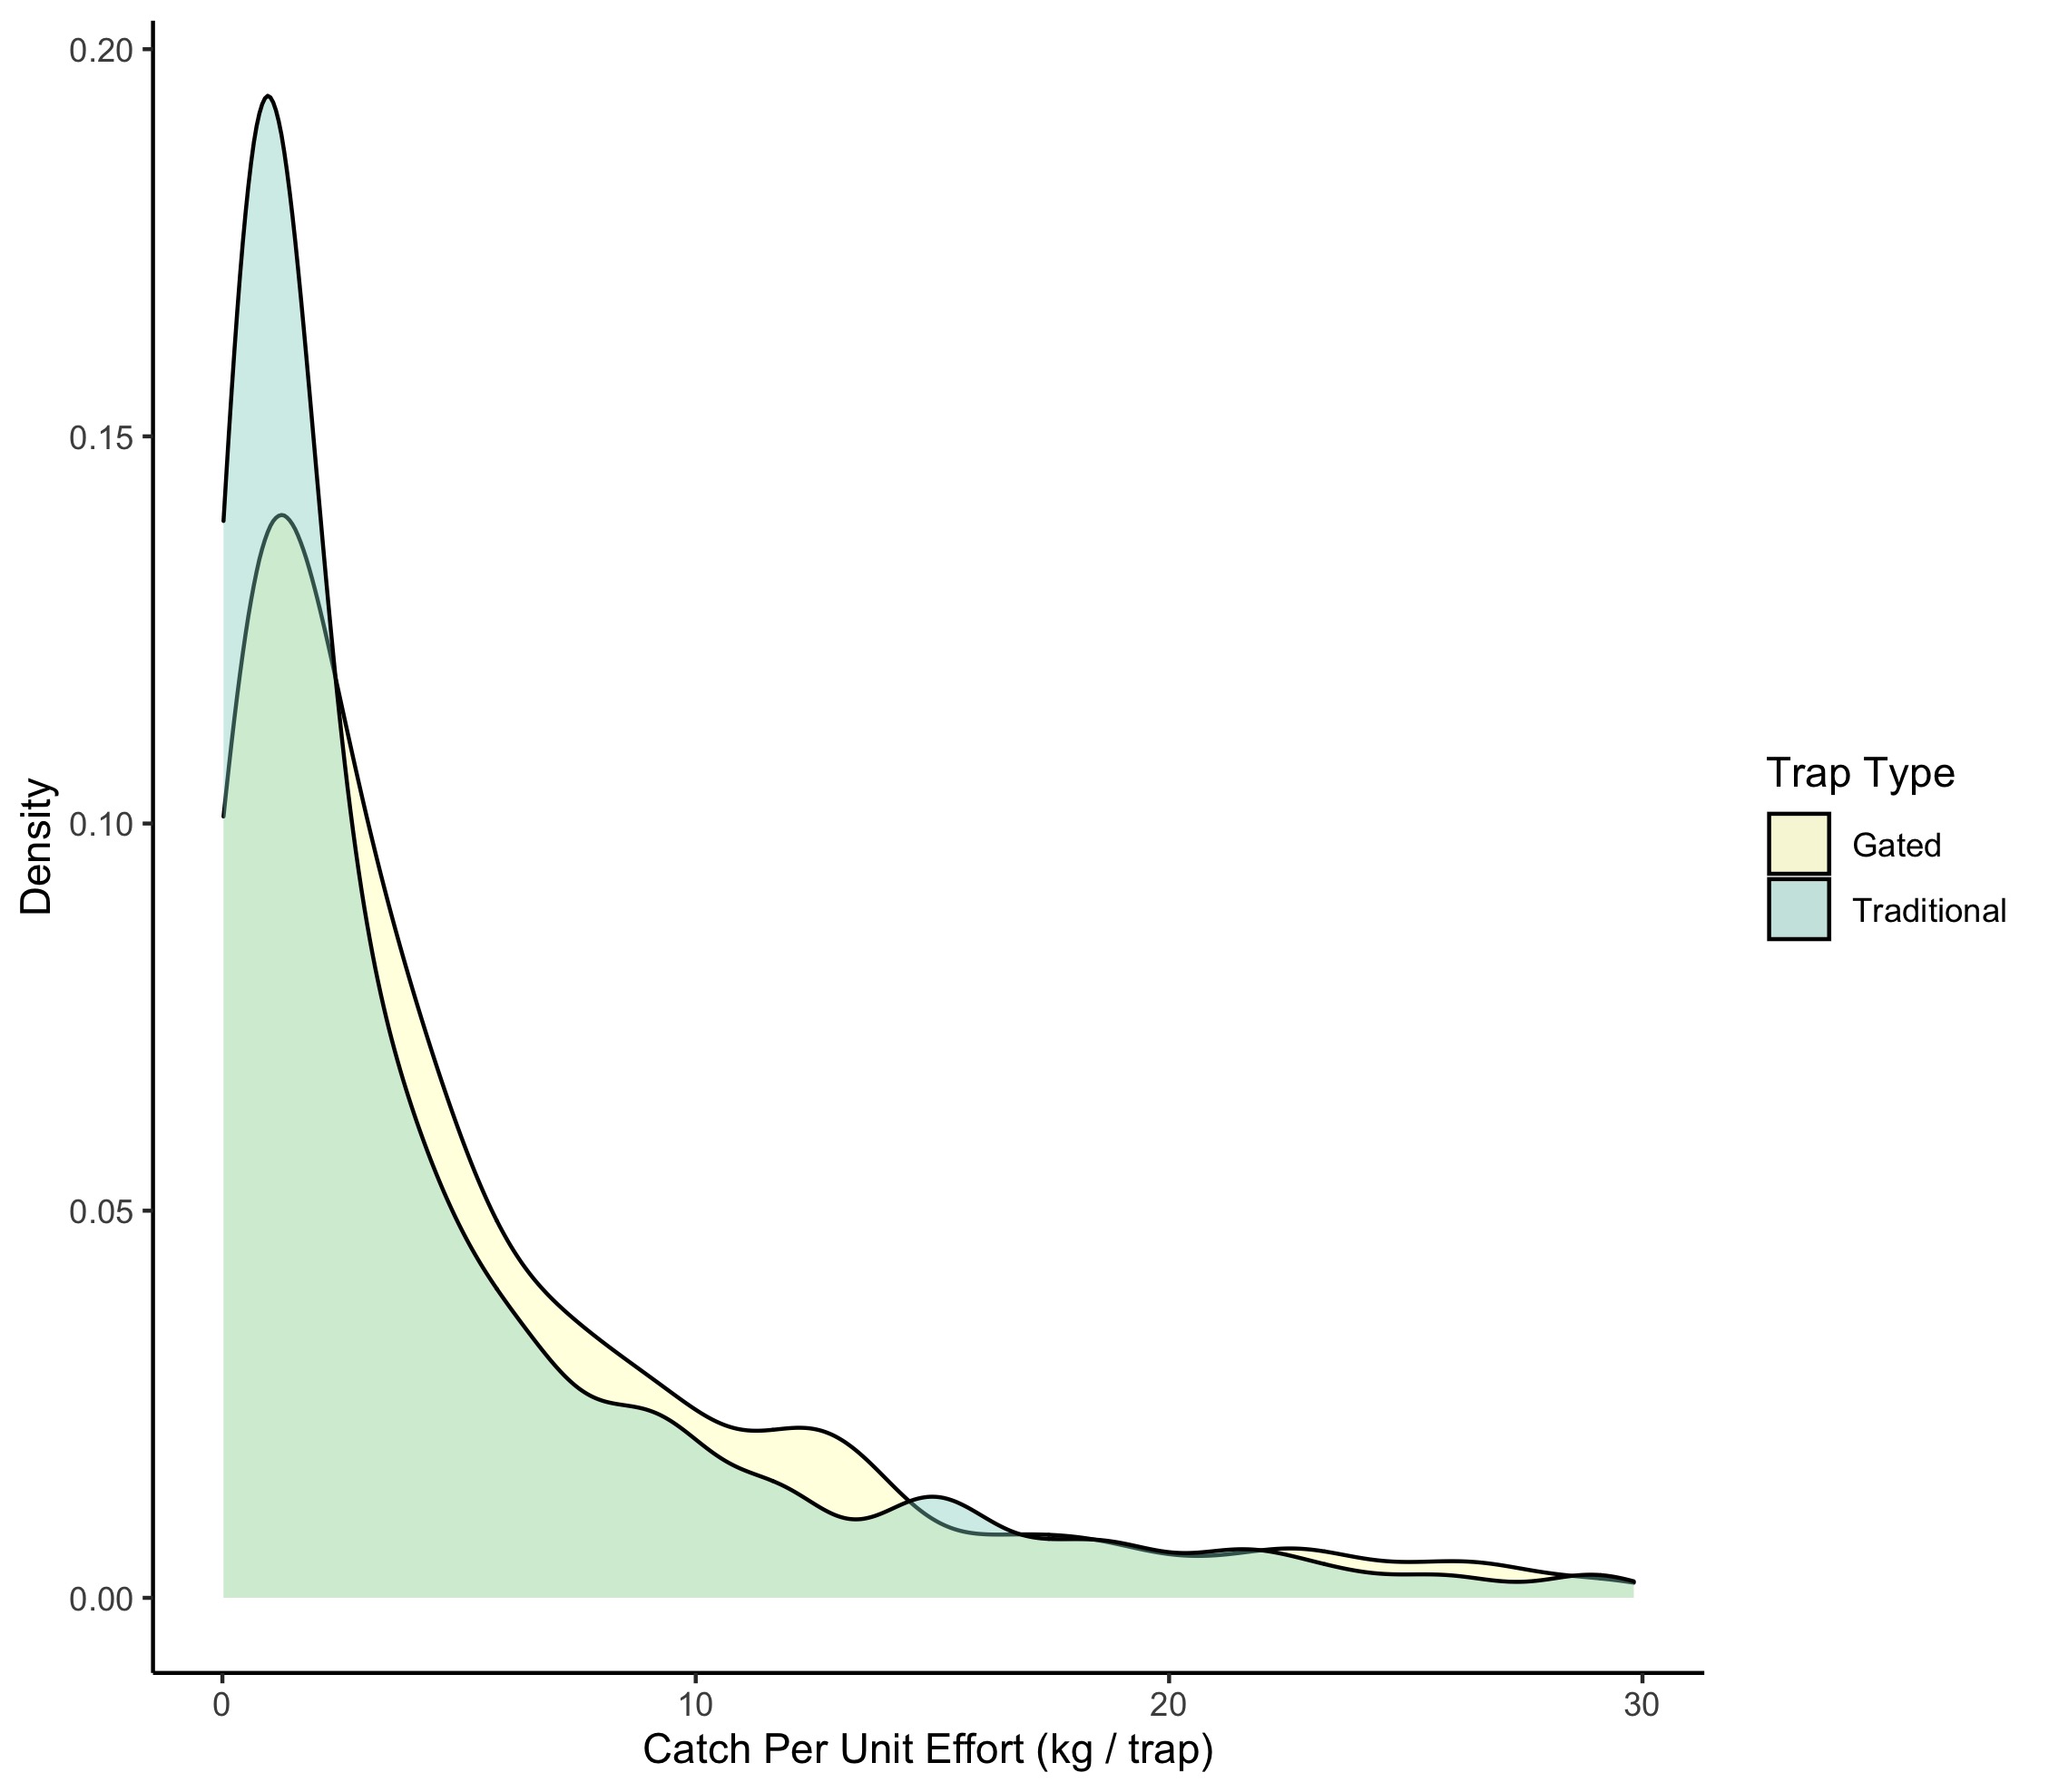 0.20
0.15
0.10
0.05
0.00
Density
0 10 20 30
Catch Per Unit Effort (kg / trap)
Trap Type
Gated
Traditional